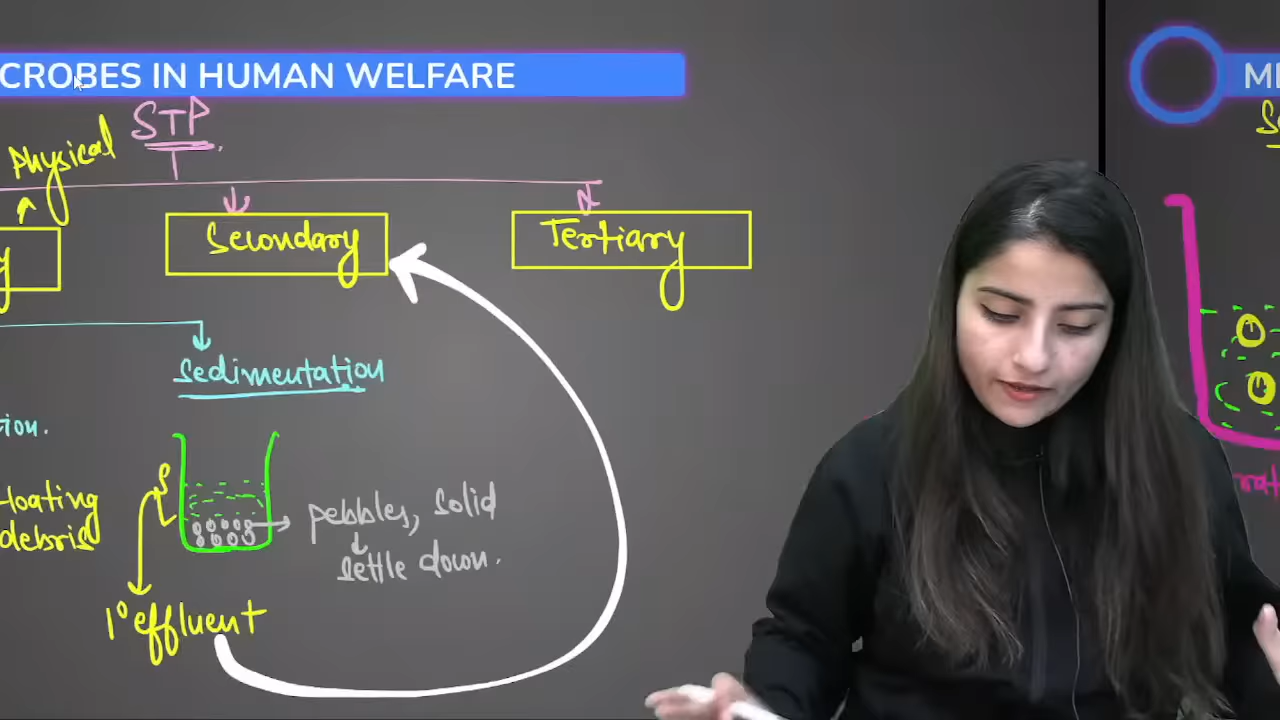 CROBES IN HUMAN WELFARE
MI
STP
Physical
y
Secondary
Tertiary
Sedimentation
tion.
floating
debris
pebbles, solid
settle down.
1° effluent